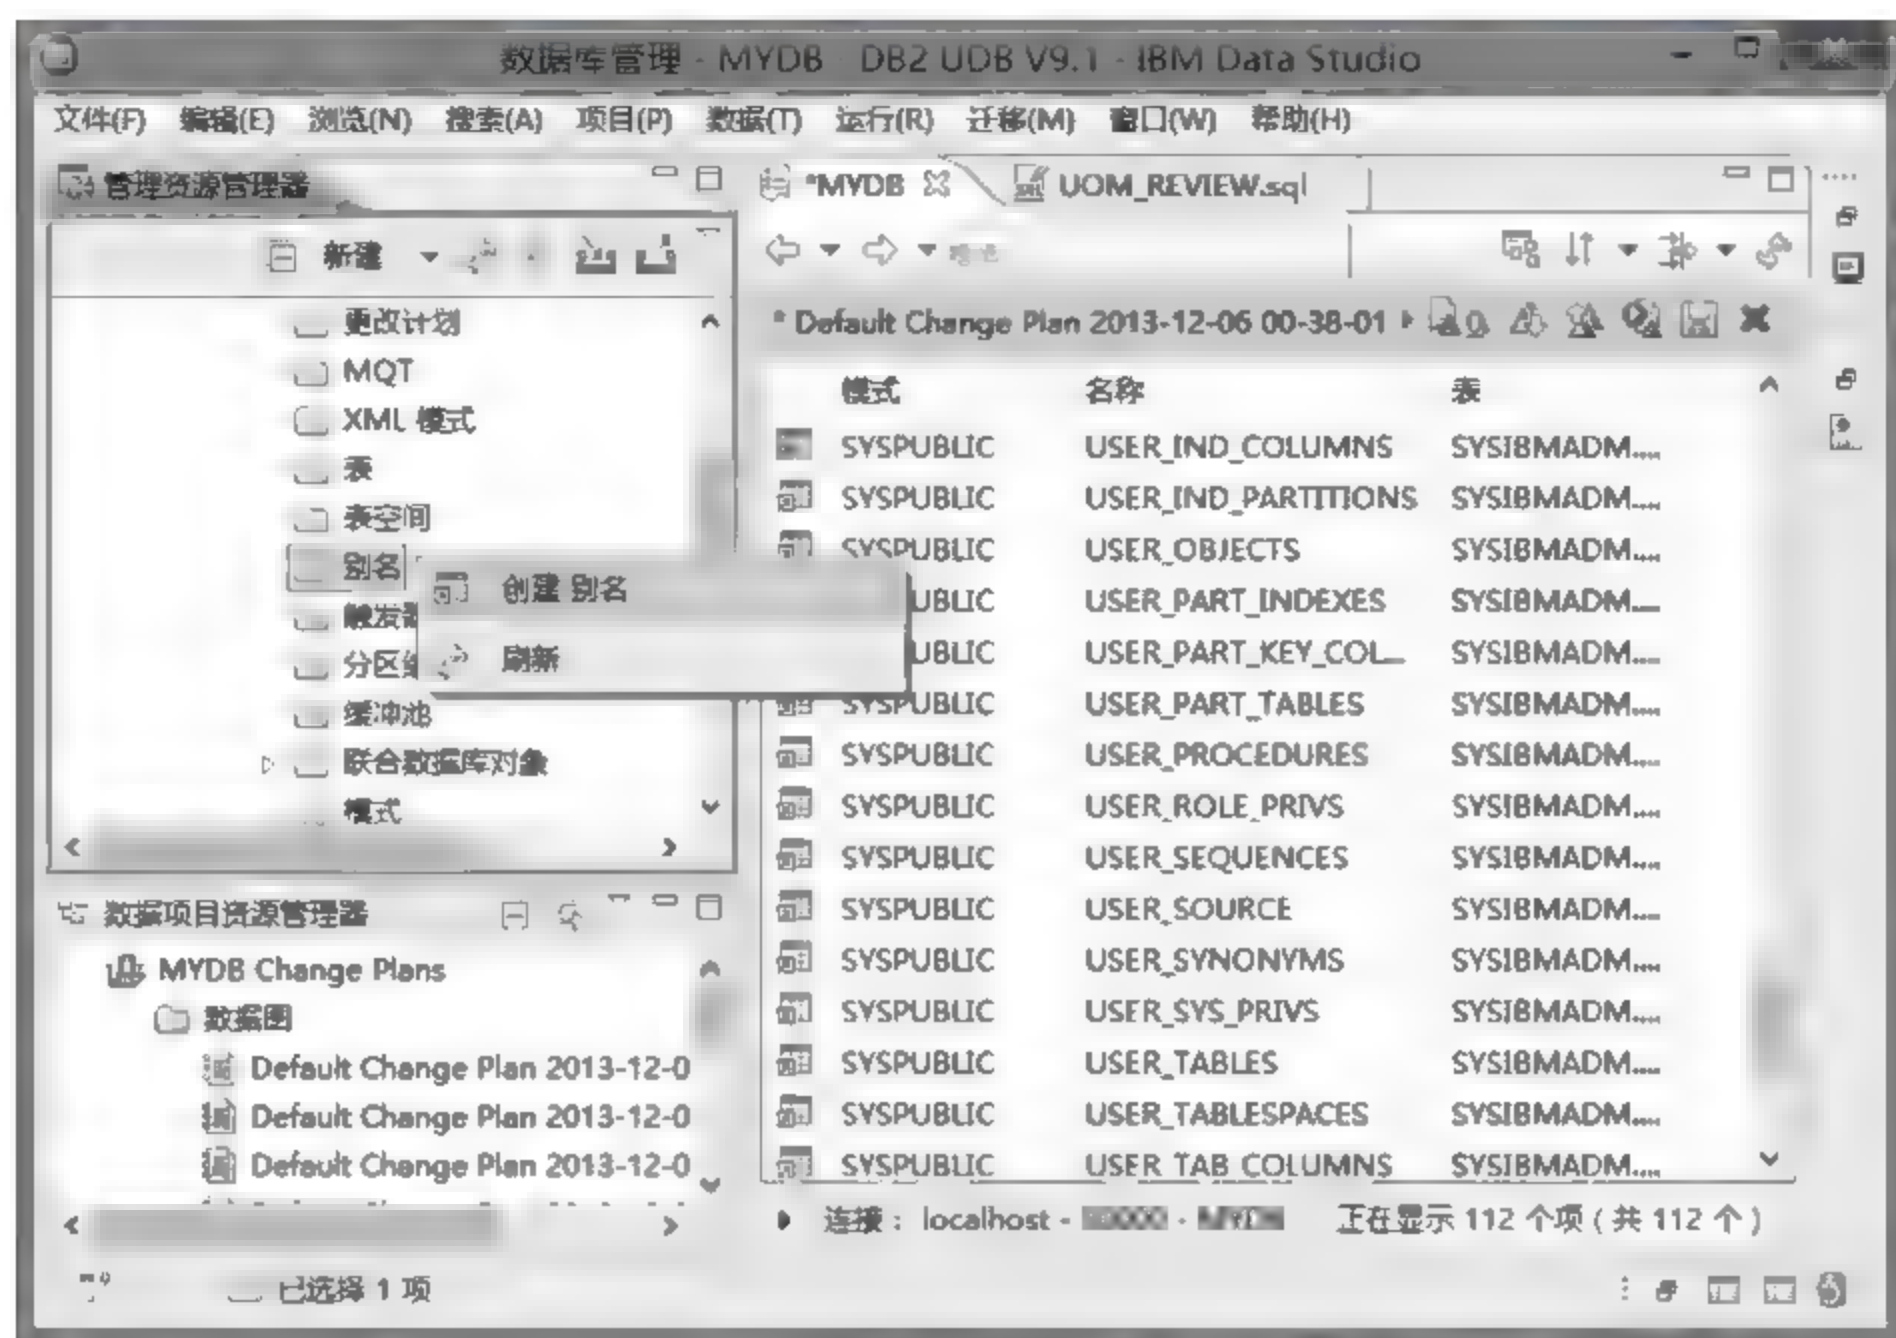 数据库管理 - MYDB - DB2 UDB V9.1 - IBM Data Studio
文件(F) 编辑(E) 浏览(N) 搜索(A) 项目(P) 数据(T) 运行(R) 迁移(M) 窗口(W) 帮助(H)
管理资源管理器
新建
更改计划
MQT
XML 模式
表
表空间
别名
触发器
分区
缓冲池
联合数据库对象
模式
创建 别名
刷新
数据项目资源管理器
MYDB Change Plans
数据图
Default Change Plan 2013-12-0
Default Change Plan 2013-12-0
Default Change Plan 2013-12-0
已选择 1 项
*MYDB UOM_REVIEW.sql
* Default Change Plan 2013-12-06 00-38-01
模式 名称 表
SYSPUBLIC USER_IND_COLUMNS SYSIBMADM....
SYSPUBLIC USER_IND_PARTITIONS SYSIBMADM....
SYSPUBLIC USER_OBJECTS SYSIBMADM....
UBLIC USER_PART_INDEXES SYSIBMADM....
UBLIC USER_PART_KEY_COL... SYSIBMADM....
SYSPUBLIC USER_PART_TABLES SYSIBMADM....
SYSPUBLIC USER_PROCEDURES SYSIBMADM....
SYSPUBLIC USER_ROLE_PRIVS SYSIBMADM....
SYSPUBLIC USER_SEQUENCES SYSIBMADM....
SYSPUBLIC USER_SOURCE SYSIBMADM....
SYSPUBLIC USER_SYNONYMS SYSIBMADM....
SYSPUBLIC USER_SYS_PRIVS SYSIBMADM....
SYSPUBLIC USER_TABLES SYSIBMADM....
SYSPUBLIC USER_TABLESPACES SYSIBMADM....
SYSPUBLIC USER_TAB_COLUMNS SYSIBMADM....
连接： localhost - 正在显示 112 个项 ( 共 112 个 )